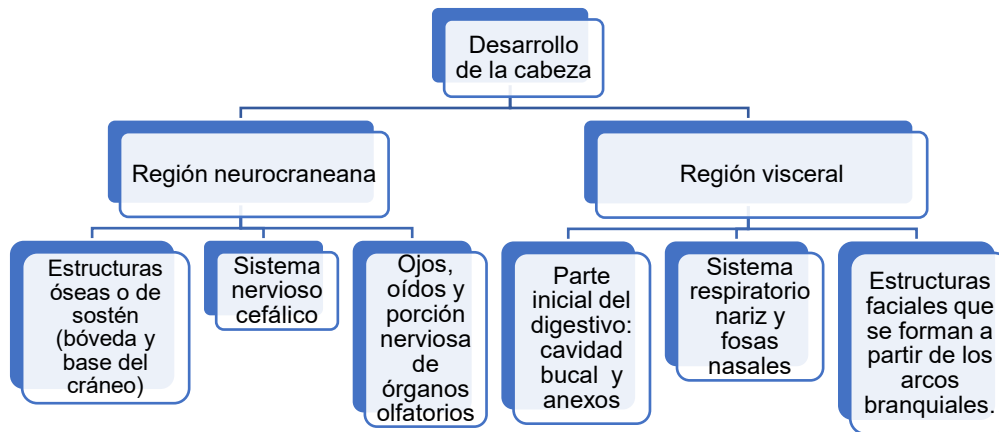 Desarrollo
de la cabeza
Región neurocraneana
Región visceral
Estructuras
óseas o de
sostén
(bóveda y
base del
cráneo)
Sistema
nervioso
cefálico
Ojos,
oídos y
porción
nerviosa
de
órganos
olfatorios
Parte
inicial del
digestivo:
cavidad
bucal y
anexos
Sistema
respiratorio
nariz y
fosas
nasales
Estructuras
faciales que
se forman a
partir de los
arcos
branquiales.